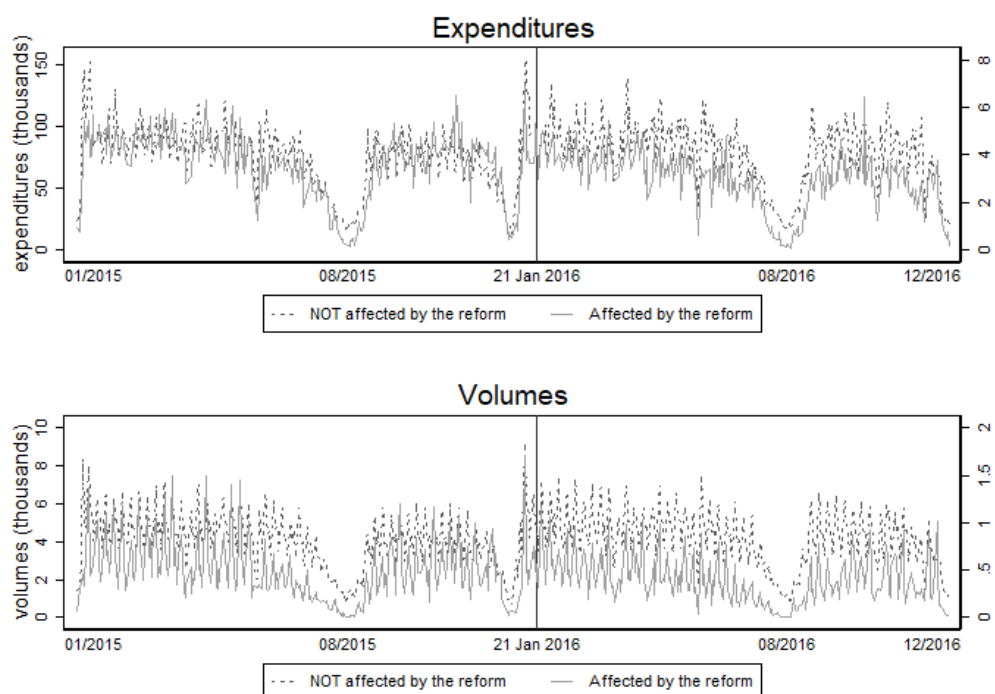 Expenditures
expenditures (thousands)
150
100
50
0
8
6
4
2
0
01/2015 08/2015 21 Jan 2016 08/2016 12/2016
NOT affected by the reform Affected by the reform
Volumes
volumes (thousands)
10
8
6
4
2
0
2
1.5
1
.5
0
01/2015 08/2015 21 Jan 2016 08/2016 12/2016
NOT affected by the reform Affected by the reform